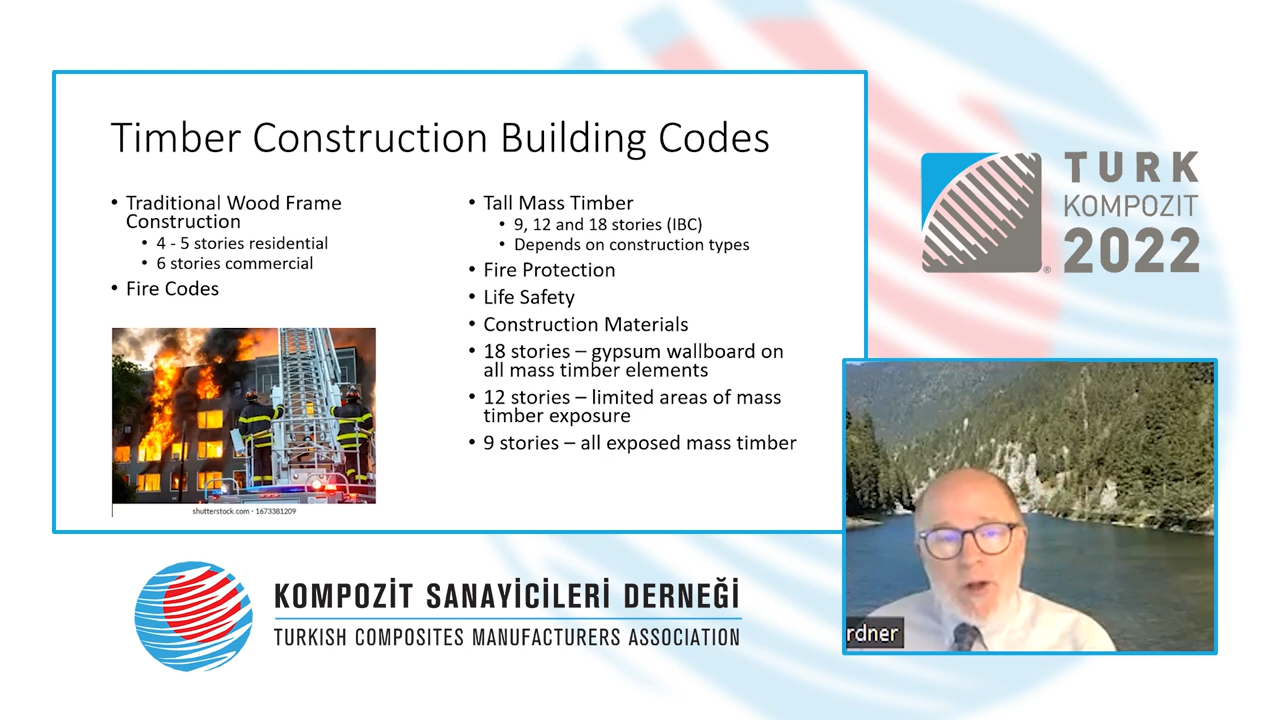 Timber Construction Building Codes
• Traditional Wood Frame
Construction
• 4 - 5 stories residential
• 6 stories commercial
• Fire Codes
shutterstock.com · 1673381209
• Tall Mass Timber
• 9, 12 and 18 stories (IBC)
• Depends on construction types
• Fire Protection
• Life Safety
• Construction Materials
• 18 stories – gypsum wallboard on
all mass timber elements
• 12 stories – limited areas of mass
timber exposure
• 9 stories – all exposed mass timber
TURK
KOMPOZIT
2022
®
rdner
KOMPOZİT SANAYİCİLERİ DERNEĞİ
TURKISH COMPOSITES MANUFACTURERS ASSOCIATION